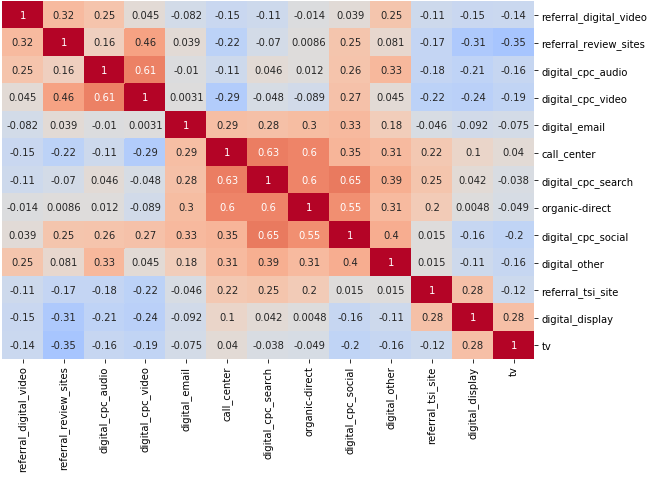 1 0.32 0.25 0.045 -0.082 -0.15 -0.11 -0.014 0.039 0.25 -0.11 -0.15 -0.14 referral_digital_video
0.32 1 0.16 0.46 0.039 -0.22 -0.07 0.0086 0.25 0.081 -0.17 -0.31 -0.35 referral_review_sites
0.25 0.16 1 0.61 -0.01 -0.11 0.046 0.012 0.26 0.33 -0.18 -0.21 -0.16 digital_cpc_audio
0.045 0.46 0.61 1 0.0031 -0.29 -0.048 -0.089 0.27 0.045 -0.22 -0.24 -0.19 digital_cpc_video
-0.082 0.039 -0.01 0.0031 1 0.29 0.28 0.3 0.33 0.18 -0.046 -0.092 -0.075 digital_email
-0.15 -0.22 -0.11 -0.29 0.29 1 0.63 0.6 0.35 0.31 0.22 0.1 0.04 call_center
-0.11 -0.07 0.046 -0.048 0.28 0.63 1 0.6 0.65 0.39 0.25 0.042 -0.038 digital_cpc_search
-0.014 0.0086 0.012 -0.089 0.3 0.6 0.6 1 0.55 0.31 0.2 0.0048 -0.049 organic-direct
0.039 0.25 0.26 0.27 0.33 0.35 0.65 0.55 1 0.4 0.015 -0.16 -0.2 digital_cpc_social
0.25 0.081 0.33 0.045 0.18 0.31 0.39 0.31 0.4 1 0.015 -0.11 -0.16 digital_other
-0.11 -0.17 -0.18 -0.22 -0.046 0.22 0.25 0.2 0.015 0.015 1 0.28 -0.12 referral_tsi_site
-0.15 -0.31 -0.21 -0.24 -0.092 0.1 0.042 0.0048 -0.16 -0.11 0.28 1 0.28 digital_display
-0.14 -0.35 -0.16 -0.19 -0.075 0.04 -0.038 -0.049 -0.2 -0.16 -0.12 0.28 1 tv
referral_digital_video
referral_review_sites
digital_cpc_audio
digital_cpc_video
digital_email
call_center
digital_cpc_search
organic-direct
digital_cpc_social
digital_other
referral_tsi_site
digital_display
tv